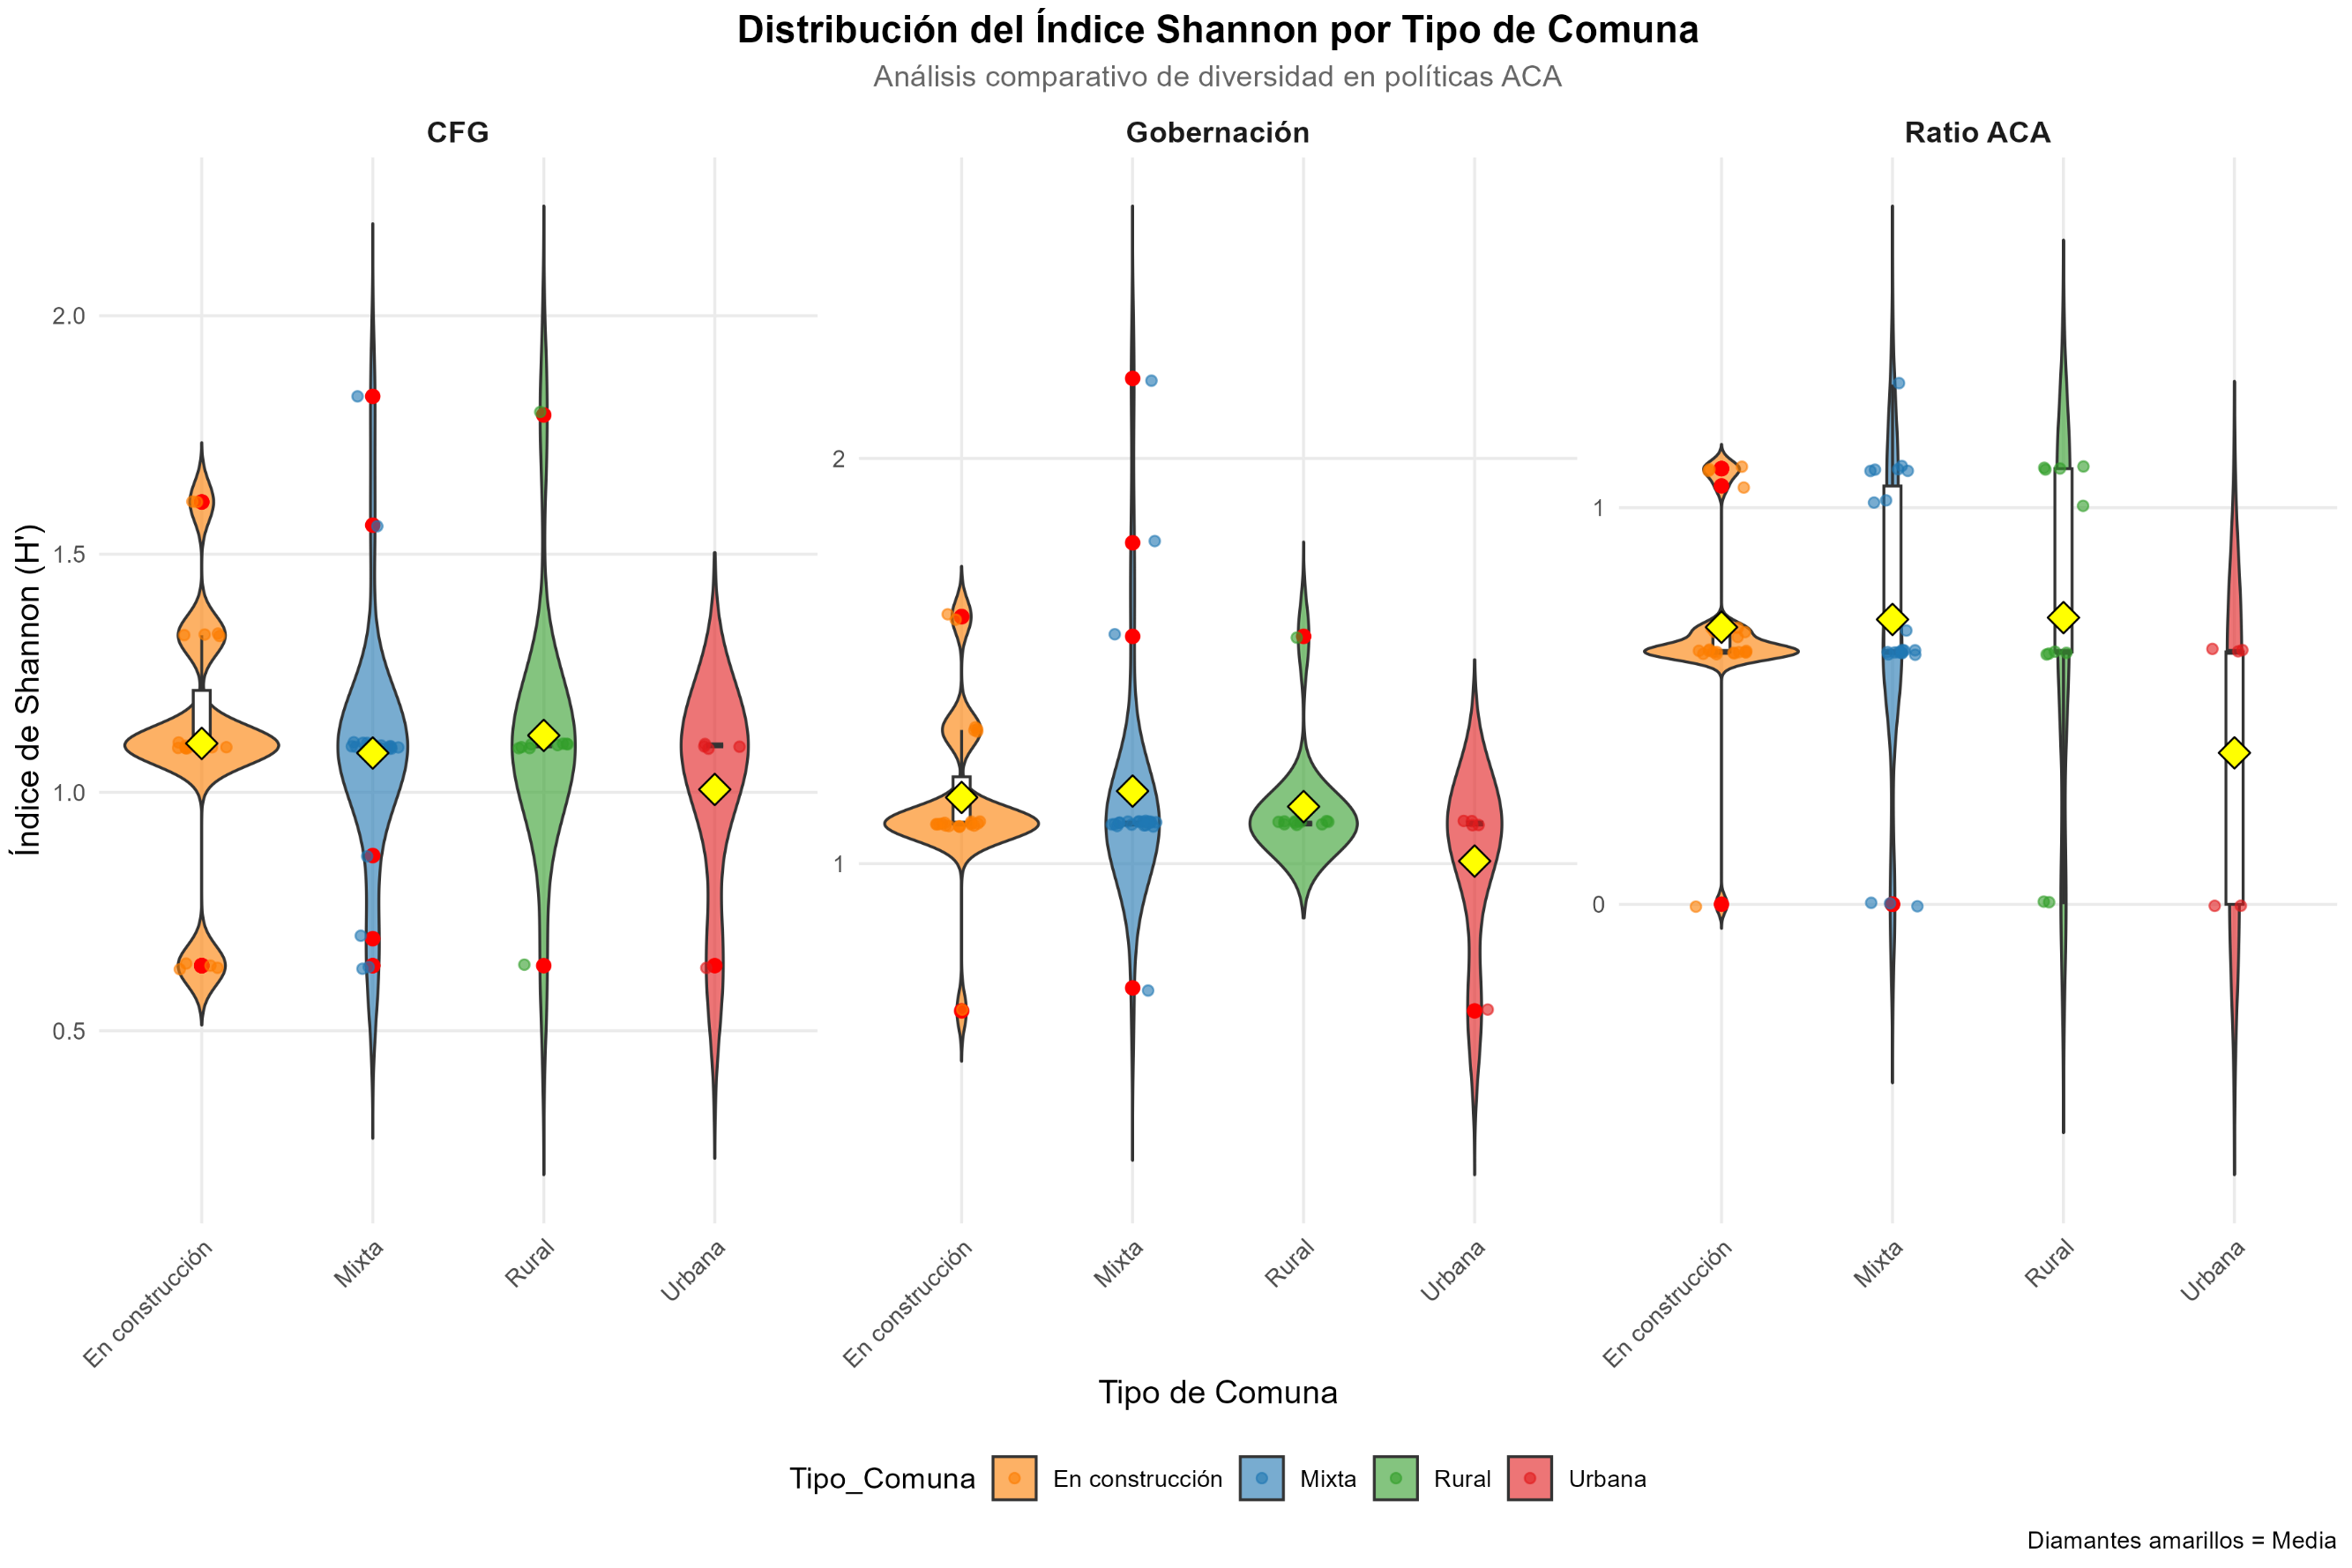 Distribución del Índice Shannon por Tipo de Comuna
Análisis comparativo de diversidad en políticas ACA
CFG
Gobernación
Ratio ACA
Índice de Shannon (H')
2.0
1.5
1.0
0.5
2
1
1
0
En construcción
Mixta
Rural
Urbana
En construcción
Mixta
Rural
Urbana
En construcción
Mixta
Rural
Urbana
Tipo de Comuna
Tipo_Comuna
En construcción
Mixta
Rural
Urbana
Diamantes amarillos = Media